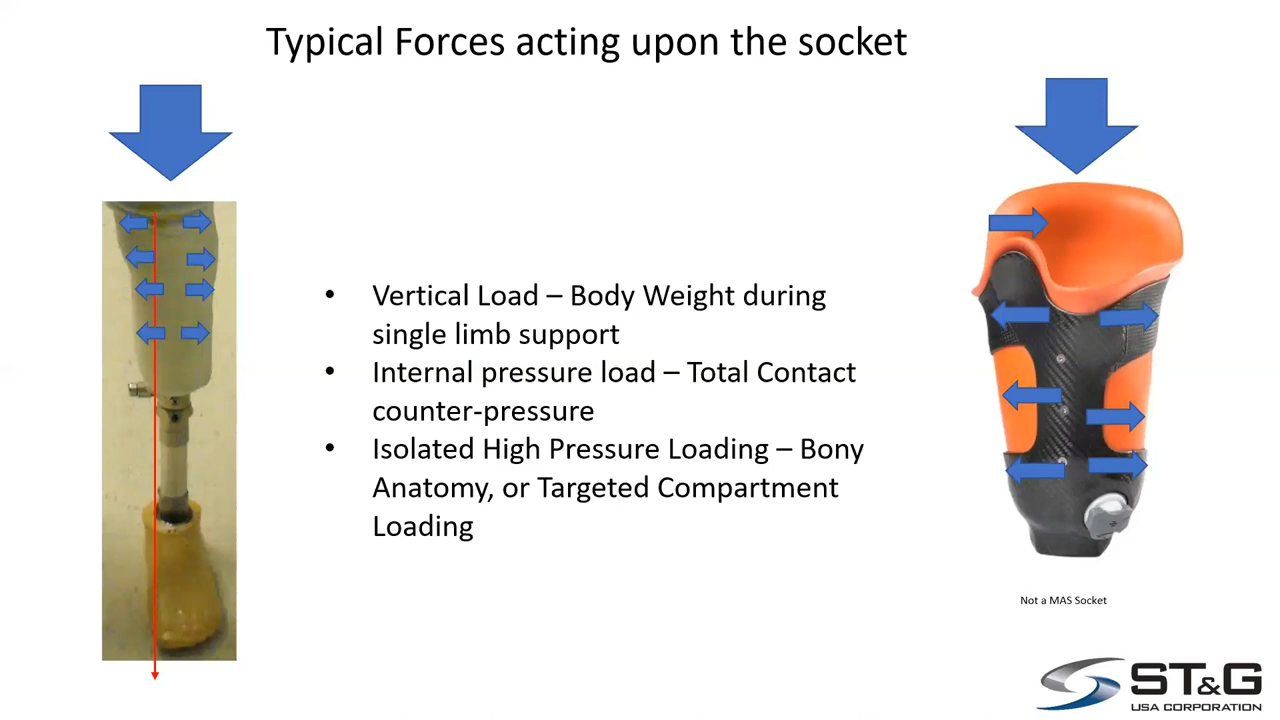 Typical Forces acting upon the socket
• Vertical Load – Body Weight during
single limb support
• Internal pressure load – Total Contact
counter-pressure
• Isolated High Pressure Loading – Bony
Anatomy, or Targeted Compartment
Loading
Not a MAS Socket
ST&G
USA CORPORATION